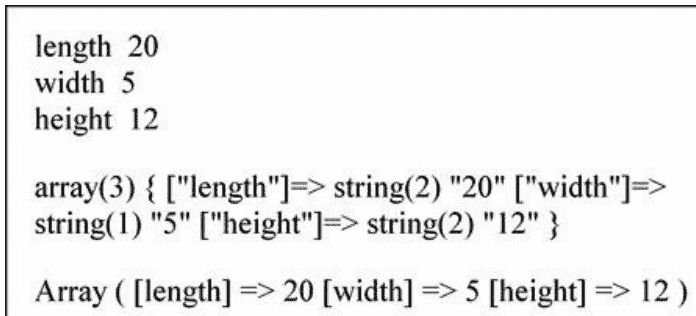 length 20
width 5
height 12
array(3) { ["length"]=> string(2) "20" ["width"]=>
string(1) "5" ["height"]=> string(2) "12" }
Array ( [length] => 20 [width] => 5 [height] => 12 )